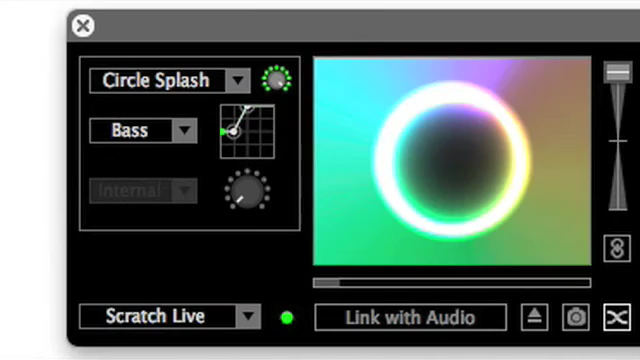 Circle Splash
Bass
Internal
Scratch Live
Link with Audio